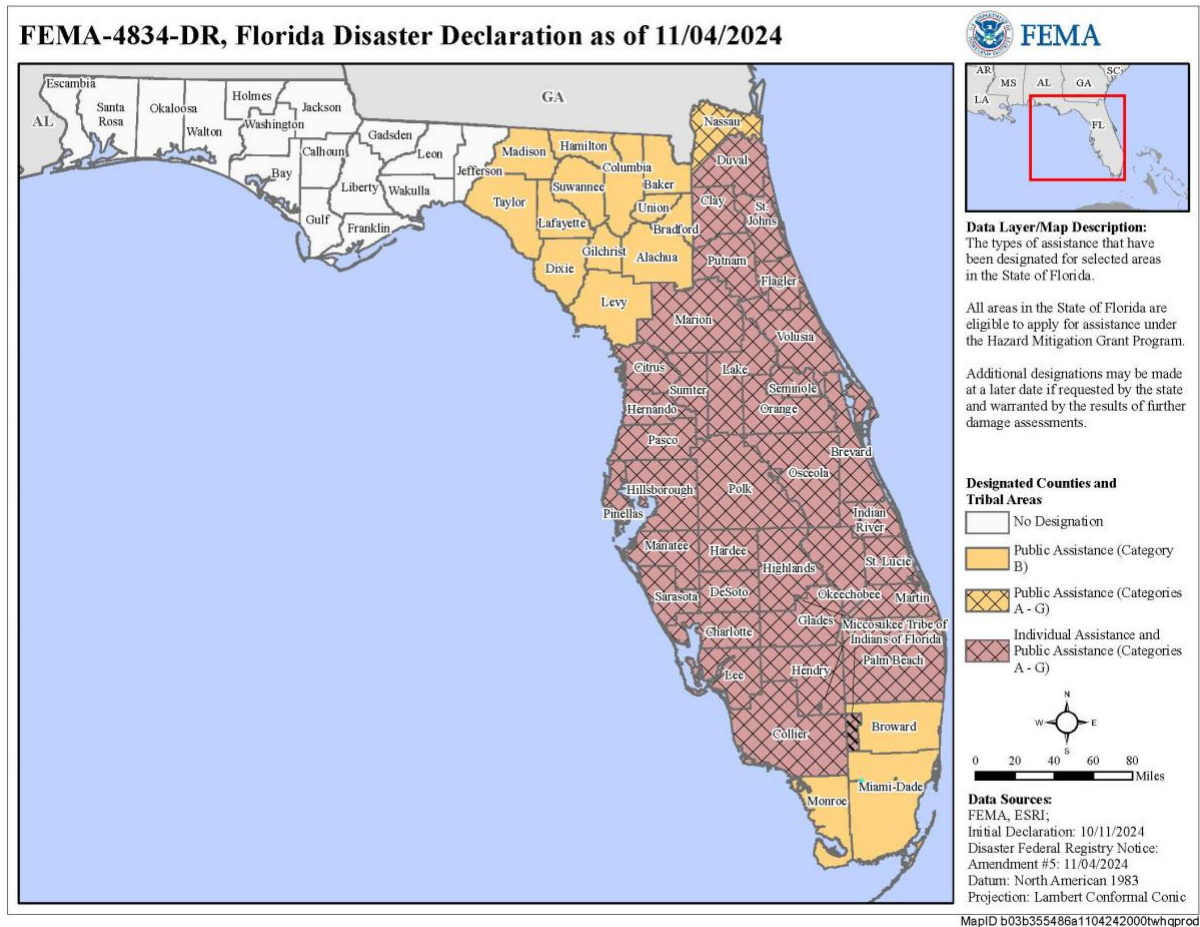 FEMA-4834-DR, Florida Disaster Declaration as of 11/04/2024
FEMA
Escambia
Santa
Rosa
Okaloosa
Walton
Holmes
Washington
Jackson
Bay
Calhoun
Gulf
Liberty
Gadsden
Leon
Wakulla
Franklin
Jefferson
AL
GA
Madison
Hamilton
Taylor
Suwannee
Columbia
Baker
Lafayette
Union
Bradford
Dixie
Gilchrist
Alachua
Levy
Nassau
Duval
Clay
St.
Johns
Putnam
Flagler
Marion
Volusia
Citrus
Sumter
Lake
Seminole
Hernando
Orange
Pasco
Brevard
Osceola
Polk
Hillsborough
Pinellas
Indian
River
Manatee
Hardee
Highlands
St. Lucie
Sarasota
DeSoto
Okeechobee
Martin
Charlotte
Glades
Miccosukee Tribe of
Indians of Florida
Lee
Hendry
Palm Beach
Collier
Broward
Monroe
Miami-Dade
AR
MS
AL
GA
SC
LA
FL
Data Layer/Map Description:
The types of assistance that have
been designated for selected areas
in the State of Florida.
All areas in the State of Florida are
eligible to apply for assistance under
the Hazard Mitigation Grant Program.
Additional designations may be made
at a later date if requested by the state
and warranted by the results of further
damage assessments.
Designated Counties and
Tribal Areas
No Designation
Public Assistance (Category
B)
Public Assistance (Categories
A - G)
Individual Assistance and
Public Assistance (Categories
A - G)
N
W
E
S
0 20 40 60 80
Miles
Data Sources:
FEMA, ESRI;
Initial Declaration: 10/11/2024
Disaster Federal Registry Notice:
Amendment #5: 11/04/2024
Datum: North American 1983
Projection: Lambert Conformal Conic
MapID b03b355486a1104242000twhqprod